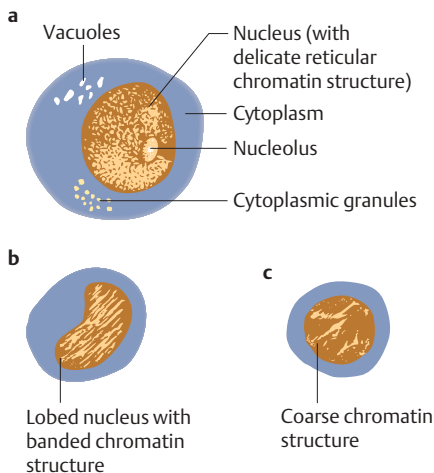 a
Vacuoles
Nucleus (with
delicate reticular
chromatin structure)
Cytoplasm
Nucleolus
Cytoplasmic granules
b
Lobed nucleus with
banded chromatin
structure
c
Coarse chromatin
structure